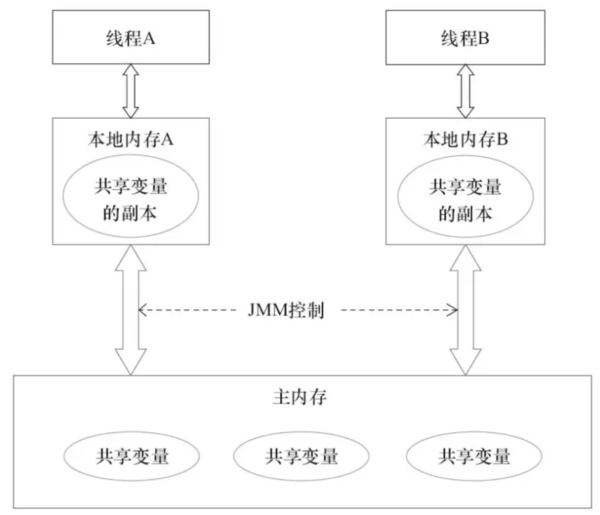 线程A
线程B
本地内存A
共享变量
的副本
本地内存B
共享变量
的副本
JMM控制
主内存
共享变量
共享变量
共享变量